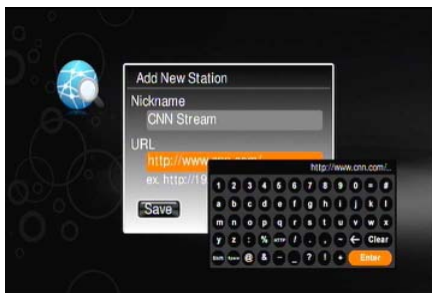 Add New Station
Nickname
CNN Stream
URL
http://www.cnn.com/
http://www.cnn.com/_
ex. http://19
1 2 3 4 5 6 7 8 9 0 = #
a b c d e f g h i j k l
m n o p q r s t u v w x
y z : % HTTP / . , ~ ← Clear
@ & - _ ? ! + Enter
Save